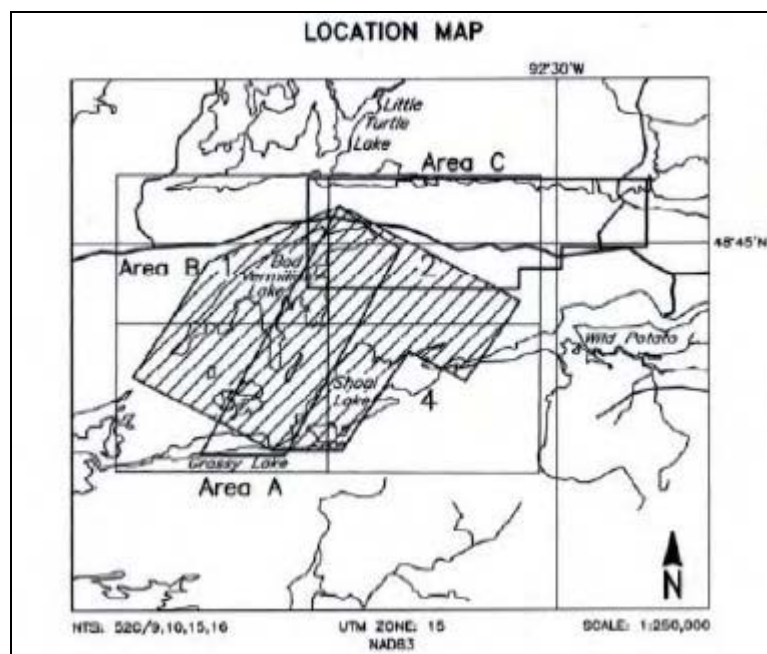 LOCATION MAP
92°30'W
Little
Turtle
Lake
Area C
48°45'N
Area B
1
2
Bad
Vermilion
Lake
Wild Potato L.
Shoal
Lake
4
Grassy Lake
Area A
N
NTS: 52C/9,10,15,16
UTM ZONE: 15
SCALE: 1:250,000
NAD83